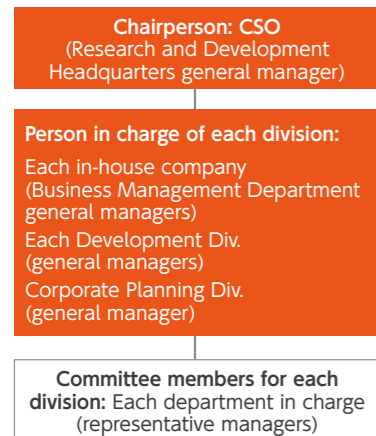 Chairperson: CSO
(Research and Development
Headquarters general manager)
Person in charge of each division:
Each in-house company
(Business Management Department
general managers)
Each Development Div.
(general managers)
Corporate Planning Div.
(general manager)
Committee members for each
division: Each department in charge
(representative managers)